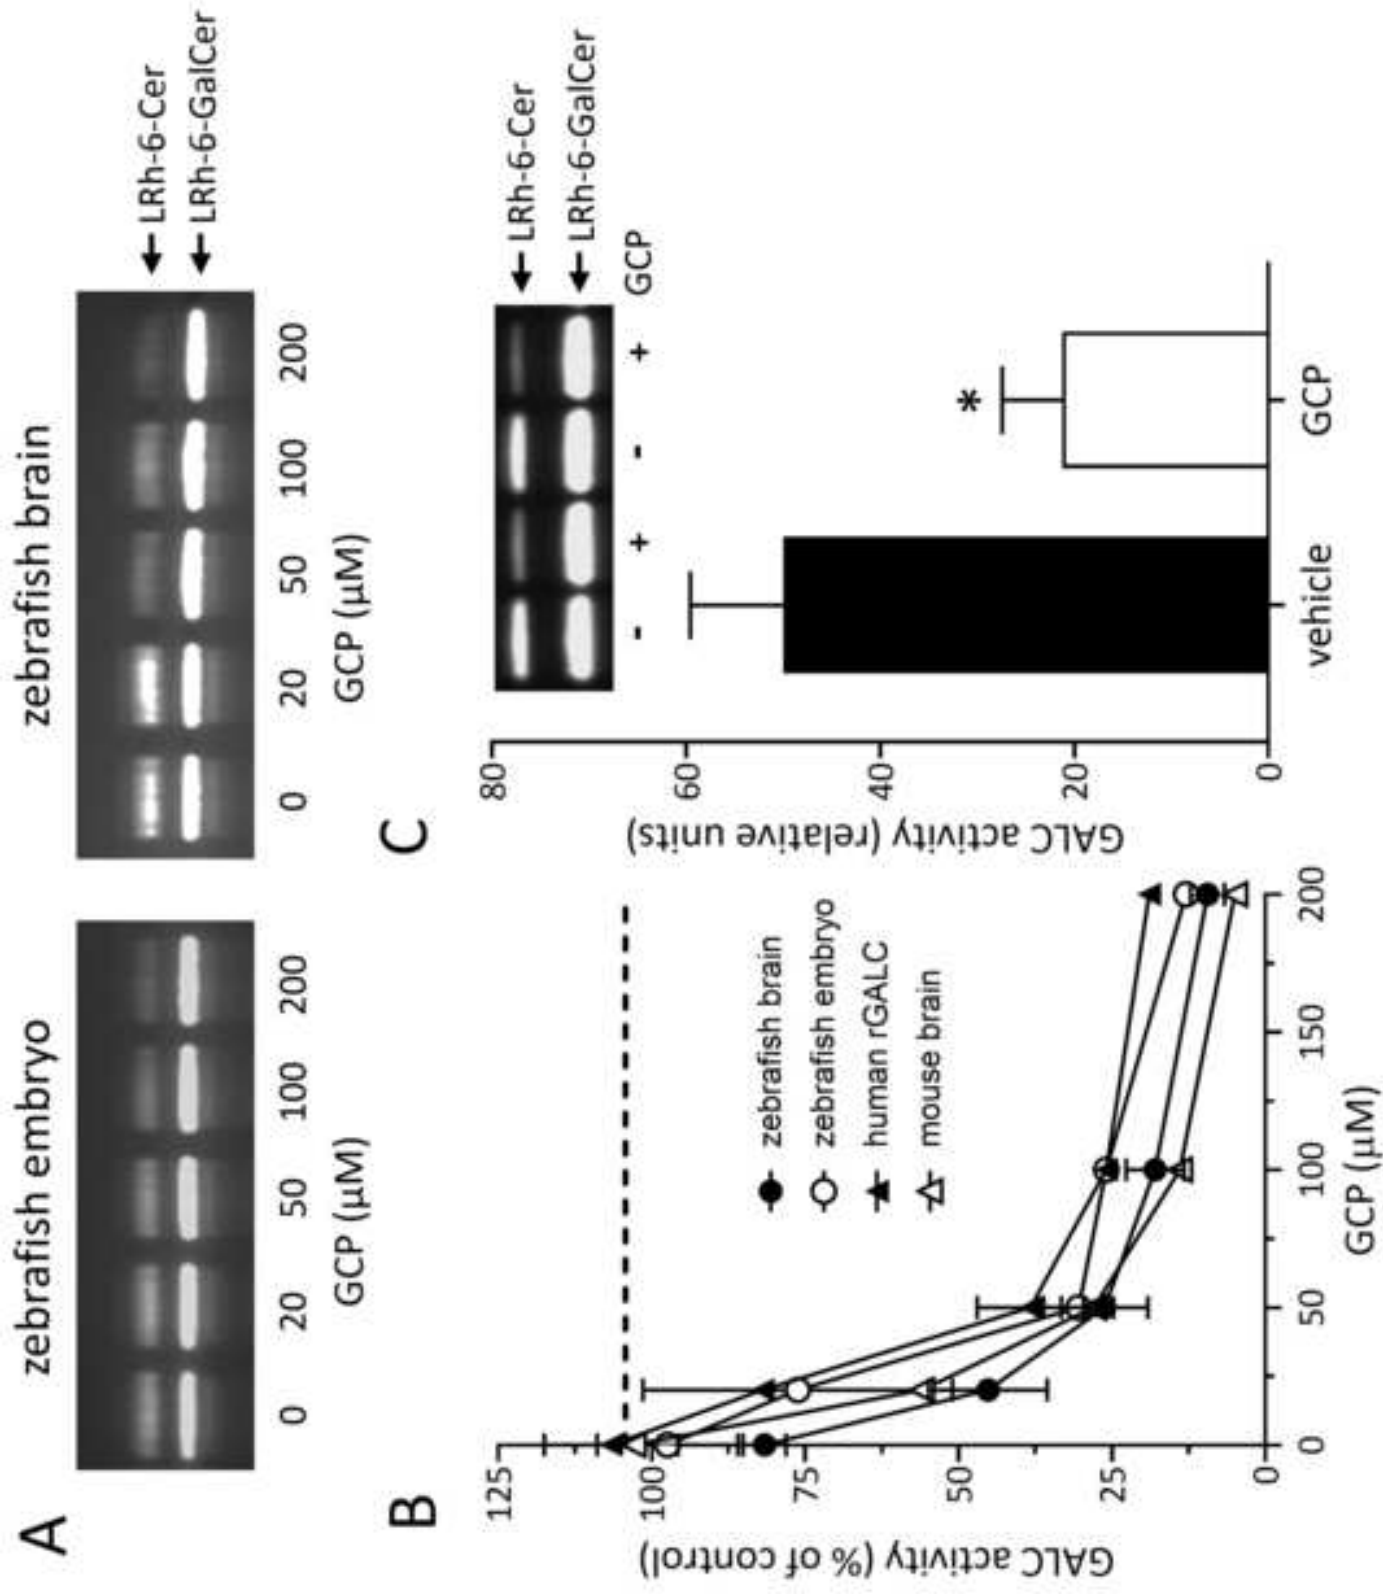 A
zebrafish embryo
zebrafish brain
LRh-6-Cer
LRh-6-GalCer
0 20 50 100 200
0 20 50 100 200
GCP (μM)
GCP (μM)
B
125
100
75
50
25
0
GALC activity (% of control)
zebrafish brain
zebrafish embryo
human rGALC
mouse brain
0 50 100 150 200
GCP (μM)
C
LRh-6-Cer
LRh-6-GalCer
- + - + GCP
80
60
40
20
0
GALC activity (relative units)
*
vehicle GCP